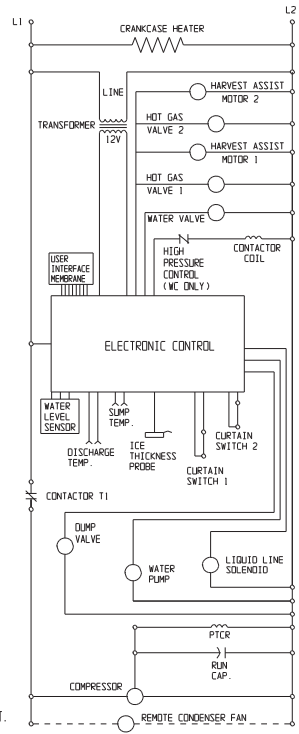 L1
L2
CRANKCASE HEATER
LINE
HARVEST ASSIST
MOTOR 2
HOT GAS
VALVE 2
TRANSFORMER
12V
HARVEST ASSIST
MOTOR 1
HOT GAS
VALVE 1
WATER VALVE
HIGH
PRESSURE
CONTROL
(WC ONLY)
CONTACTOR
COIL
USER
INTERFACE
MEMBRANE
ELECTRONIC CONTROL
WATER
LEVEL
SENSOR
SUMP
TEMP.
DISCHARGE
TEMP.
ICE
THICKNESS
PROBE
CURTAIN
SWITCH 2
CURTAIN
SWITCH 1
CONTACTOR T1
DUMP
VALVE
WATER
PUMP
LIQUID LINE
SOLENOID
PTCR
RUN
CAP.
COMPRESSOR
T.
REMOTE CONDENSER FAN